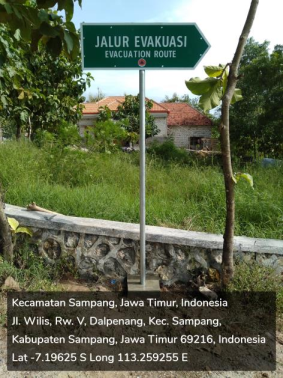 JALUR EVAKUASI
EVACUATION ROUTE
Kecamatan Sampang, Jawa Timur, Indonesia
Jl. Wilis, Rw. V, Dalpenang, Kec. Sampang,
Kabupaten Sampang, Jawa Timur 69216, Indonesia
Lat -7.19625 S Long 113.259255 E